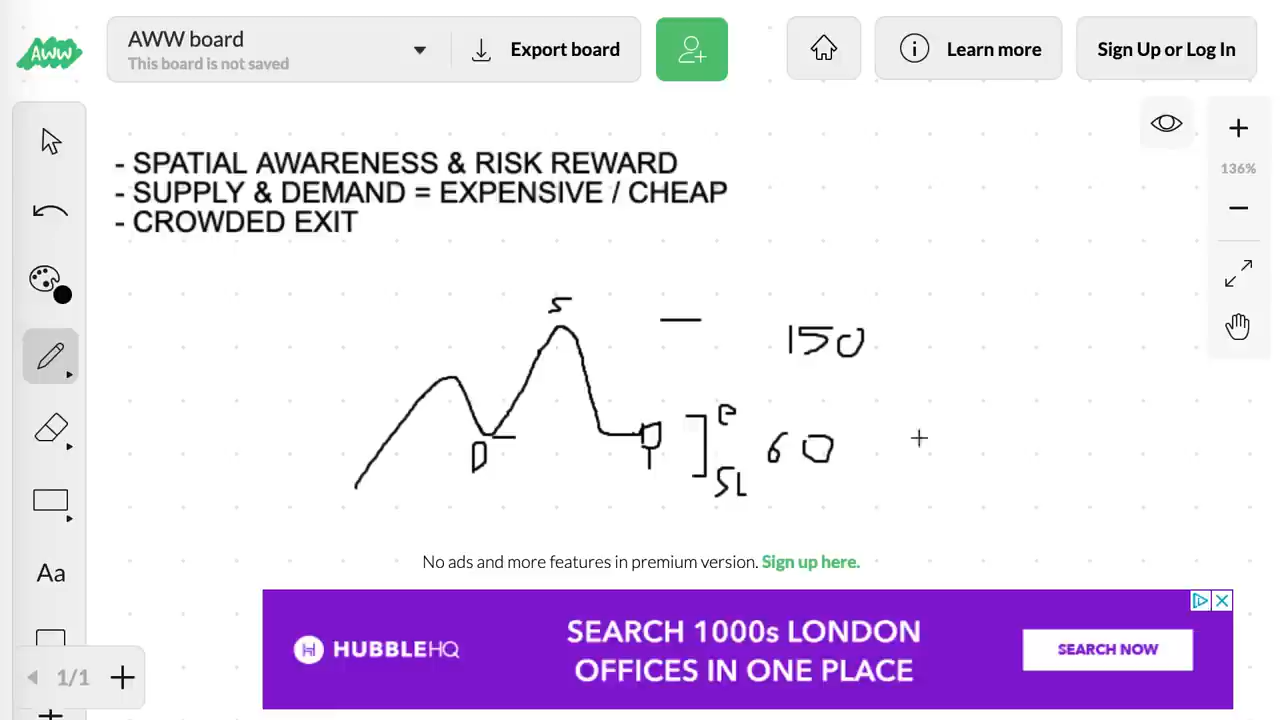 AWW
AWW board
This board is not saved
Export board
Learn more
Sign Up or Log In
136%
- SPATIAL AWARENESS & RISK REWARD
- SUPPLY & DEMAND = EXPENSIVE / CHEAP
- CROWDED EXIT
S
150
D
e
60
SL
Aa
No ads and more features in premium version. Sign up here.
1/1
HUBBLEHQ
SEARCH 1000s LONDON
OFFICES IN ONE PLACE
SEARCH NOW